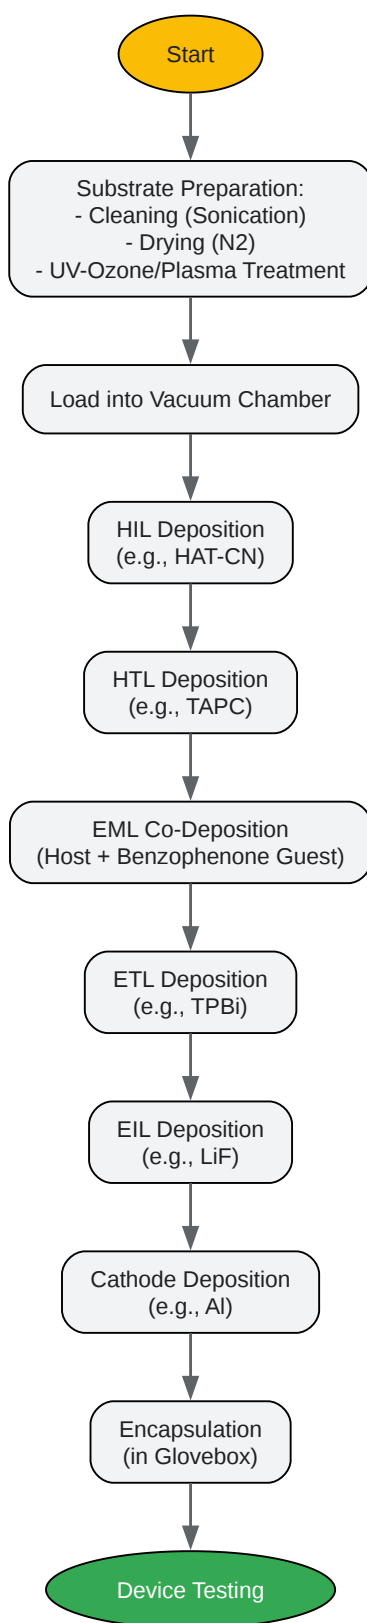 Start
Substrate Preparation:
- Cleaning (Sonication)
- Drying (N2)
- UV-Ozone/Plasma Treatment
Load into Vacuum Chamber
HIL Deposition
(e.g., HAT-CN)
HTL Deposition
(e.g., TAPC)
EML Co-Deposition
(Host + Benzophenone Guest)
ETL Deposition
(e.g., TPBi)
EIL Deposition
(e.g., LiF)
Cathode Deposition
(e.g., Al)
Encapsulation
(in Glovebox)
Device Testing